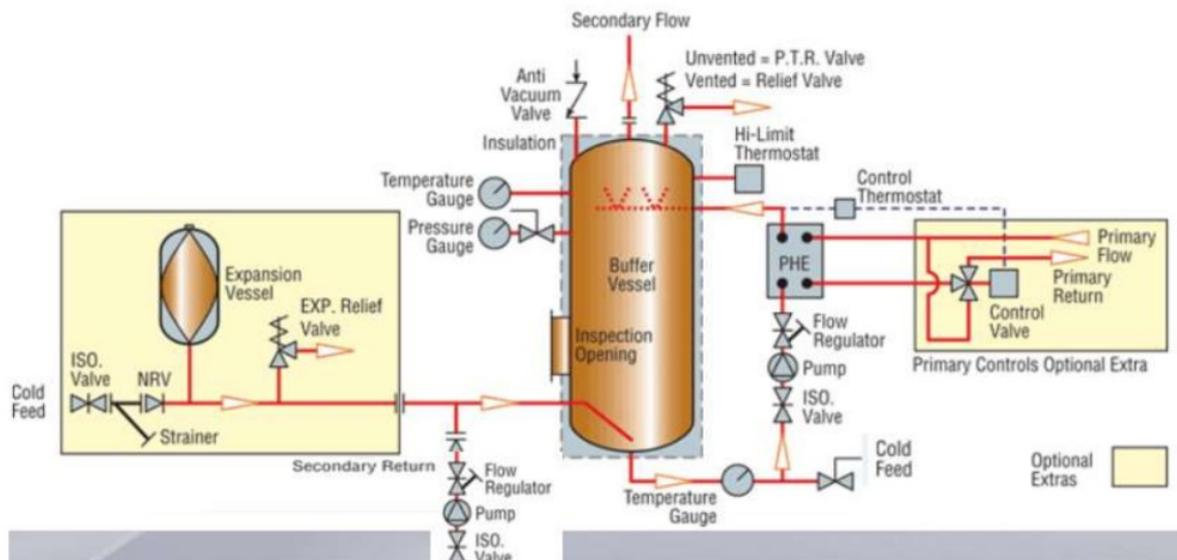 Secondary Flow
Unvented = P.T.R. Valve
Vented = Relief Valve
Anti
Vacuum
Valve
Insulation
Hi-Limit
Thermostat
Temperature
Gauge
Control
Thermostat
Pressure
Gauge
Primary
Flow
Primary
Return
PHE
Expansion
Vessel
Buffer
Vessel
EXP. Relief
Valve
Control
Valve
Flow
Regulator
Inspection
Opening
Primary Controls Optional Extra
ISO.
Valve
NRV
Pump
Cold
Feed
ISO.
Valve
Strainer
Secondary Return
Flow
Regulator
Cold
Feed
Optional
Extras
Temperature
Gauge
Pump
ISO.
Valve